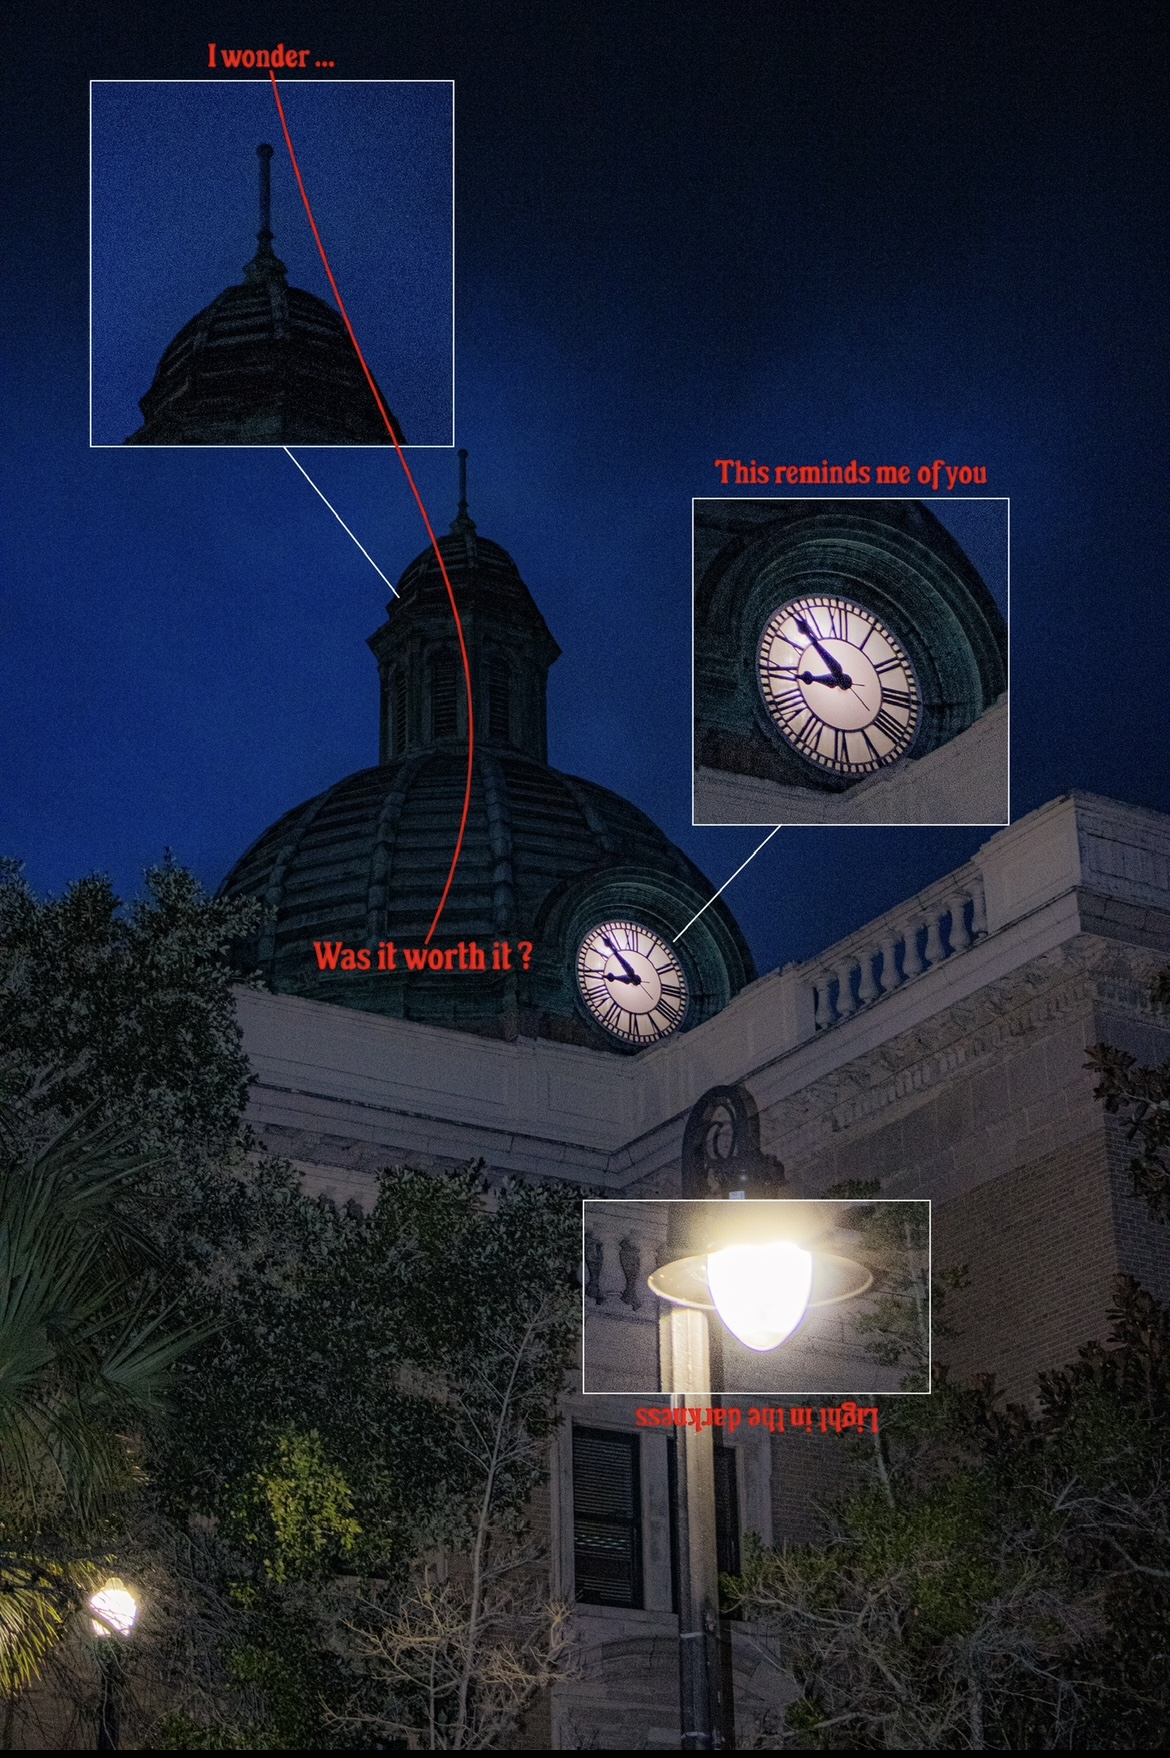 I wonder ...
This reminds me of you
Was it worth it ?
Light in the darkness